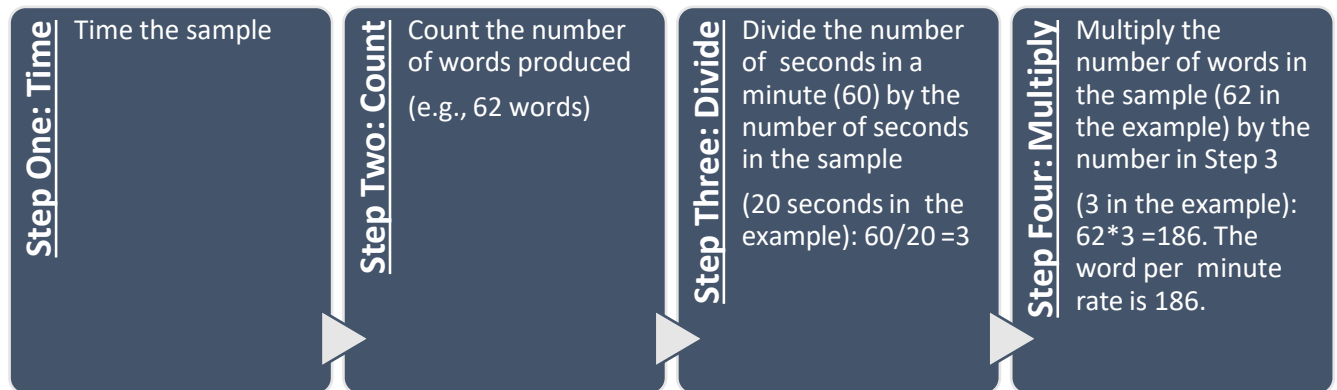 Step One: Time
Time the sample
Step Two: Count
Count the number
of words produced
(e.g., 62 words)
Step Three: Divide
Divide the number
of seconds in a
minute (60) by the
number of seconds
in the sample
(20 seconds in the
example): 60/20 =3
Step Four: Multiply
Multiply the
number of words in
the sample (62 in
the example) by the
number in Step 3
(3 in the example):
62*3 =186. The
word per minute
rate is 186.